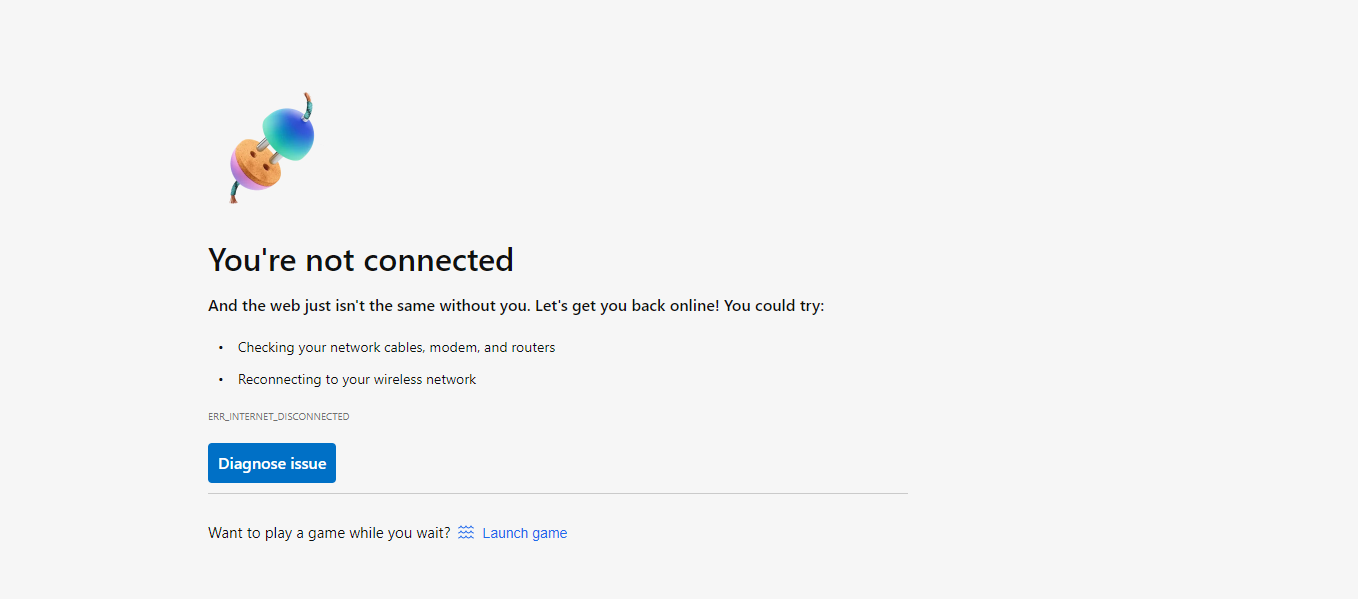 You're not connected
And the web just isn't the same without you. Let's get you back online! You could try:
• Checking your network cables, modem, and routers
• Reconnecting to your wireless network
ERR_INTERNET_DISCONNECTED
Diagnose issue
Want to play a game while you wait? Launch game